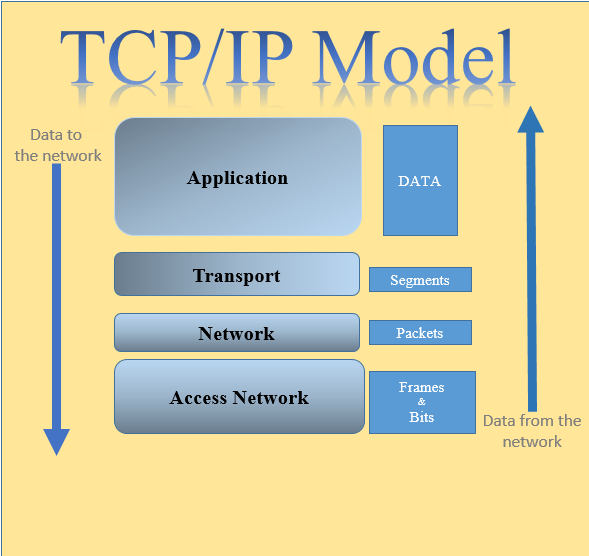 TCP/IP Model
Data to
the network
Application
DATA
Transport
Segments
Network
Packets
Access Network
Frames
&
Bits
Data from the
network